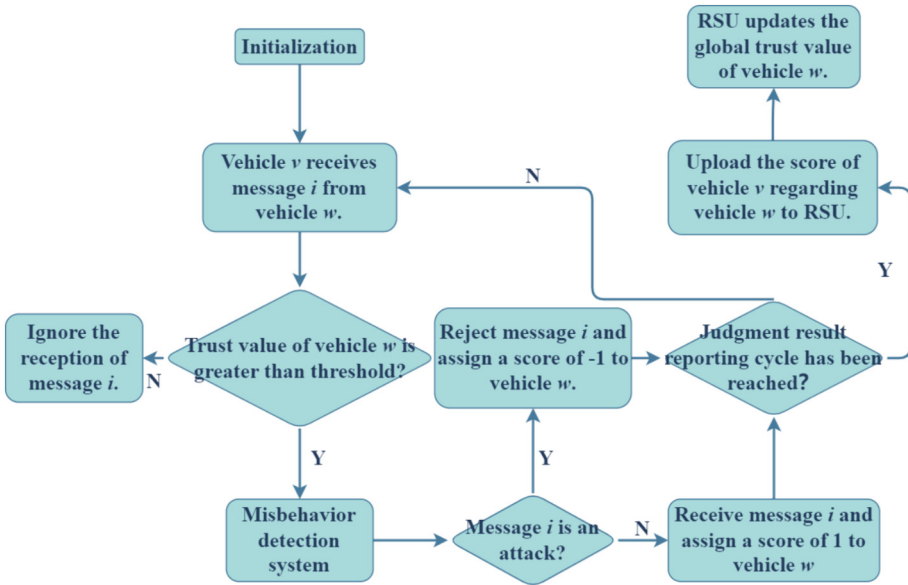 Initialization
Vehicle v receives
message i from
vehicle w.
Trust value of vehicle w is
greater than threshold?
N
Ignore the
reception of
message i.
Y
Misbehavior
detection
system
Message i is an
attack?
Y
Reject message i and
assign a score of -1 to
vehicle w.
N
Receive message i and
assign a score of 1 to
vehicle w
Judgment result
reporting cycle has been
reached?
N
Y
Upload the score of
vehicle v regarding
vehicle w to RSU.
RSU updates the
global trust value
of vehicle w.